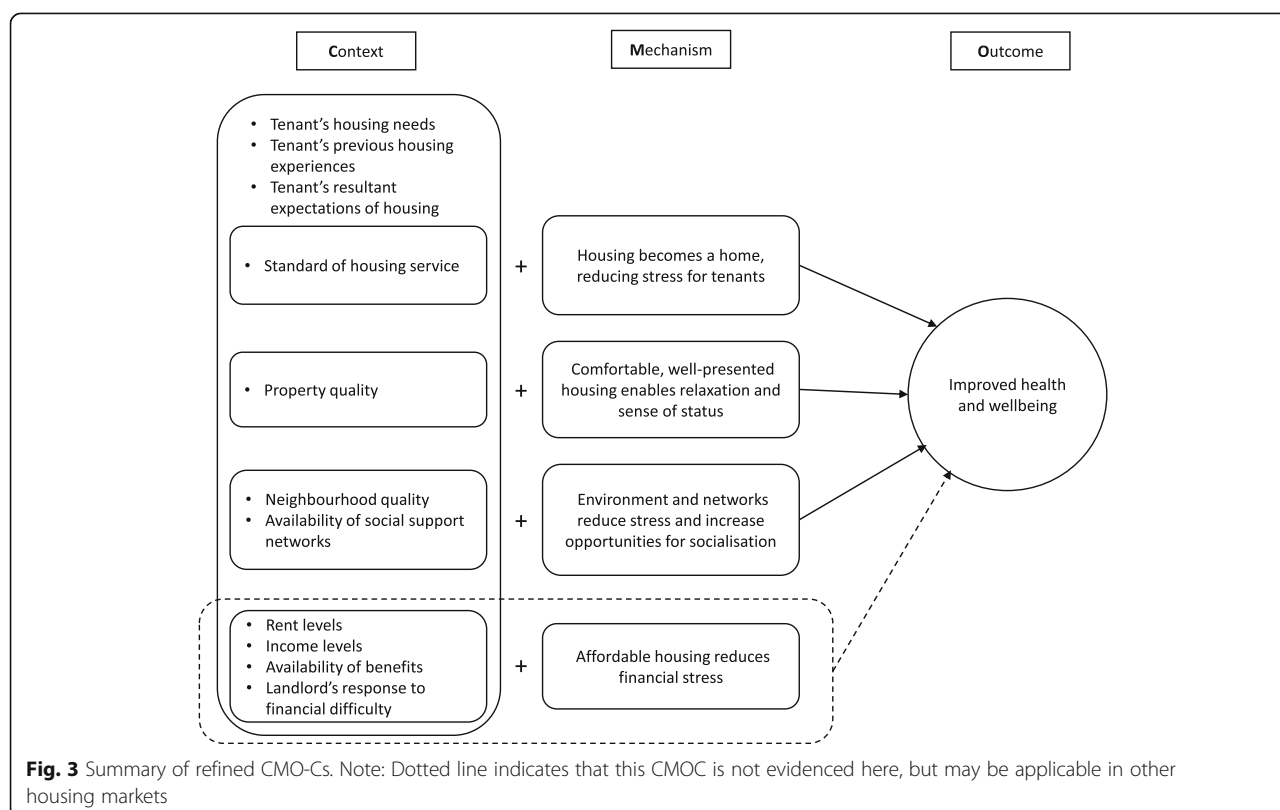 Context
Mechanism
Outcome
• Tenant's housing needs
• Tenant's previous housing
experiences
• Tenant's resultant
expectations of housing
• Standard of housing service
+
Housing becomes a home,
reducing stress for tenants
• Property quality
+
Comfortable, well-presented
housing enables relaxation and
sense of status
Improved health
and wellbeing
• Neighbourhood quality
• Availability of social support
networks
+
Environment and networks
reduce stress and increase
opportunities for socialisation
• Rent levels
• Income levels
• Availability of benefits
• Landlord's response to
financial difficulty
+
Affordable housing reduces
financial stress
Fig. 3 Summary of refined CMO-Cs. Note: Dotted line indicates that this CMOC is not evidenced here, but may be applicable in other
housing markets